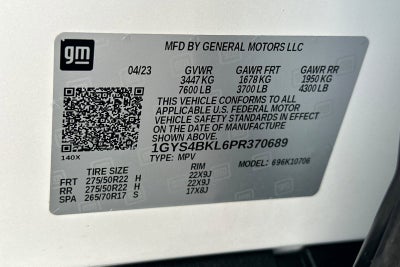 gm
MFD BY GENERAL MOTORS LLC
04/23 GVWR GAWR FRT GAWR RR
3447 KG 1678 KG 1950 KG
7600 LB 3700 LB 4300 LB
THIS VEHICLE CONFORMS TO ALL
APPLICABLE U.S. FEDERAL MOTOR
VEHICLE SAFETY STANDARDS IN EFFECT
ON THE DATE OF MANUFACTURE
SHOWN ABOVE.
140X 1GYS4BKL6PR370689
TYPE: MPV MODEL: 696K10706
TIRE SIZE RIM
FRT 275/50R22 H 22X9J
RR 275/50R22 H 22X9J
SPA 265/70R17 S 17X8J